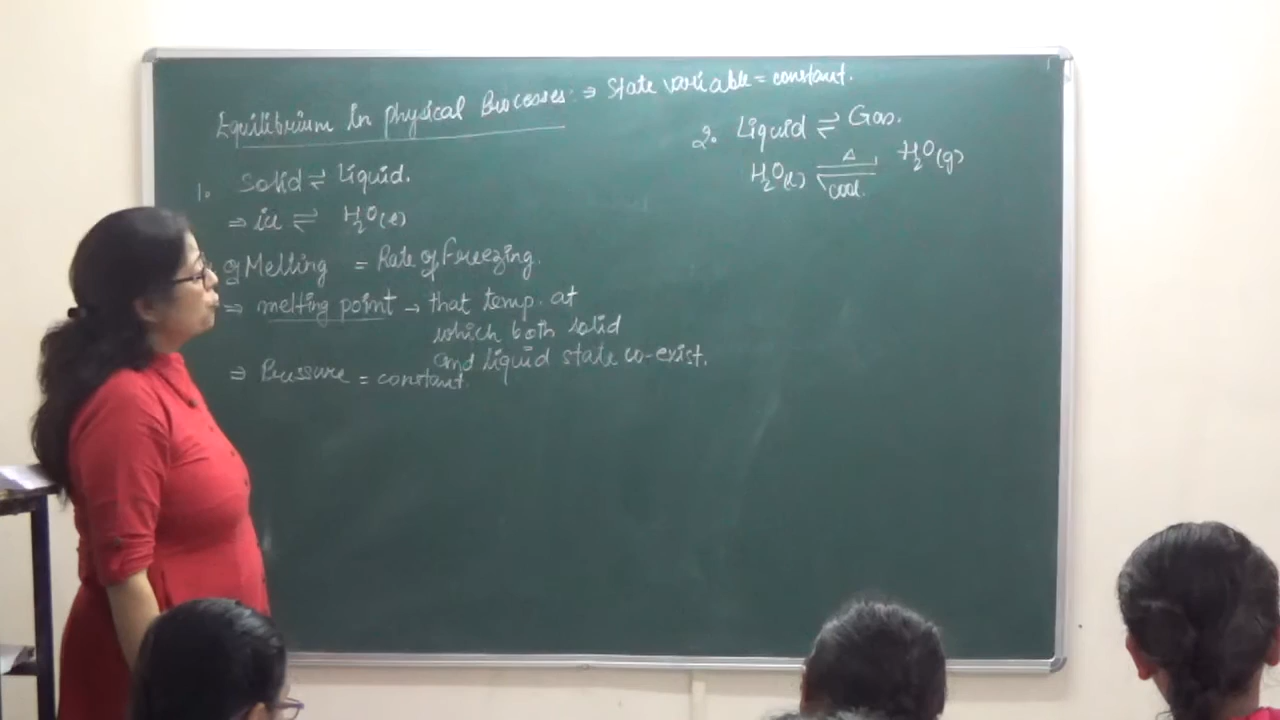 Equilibrium in physical Processes: ⇒ State variable = constant.
1. Solid ⇌ Liquid.
⇒ ice ⇌ H₂O(l)
of Melting = Rate of Freezing.
⇒ melting point → that temp. at
which both solid
and liquid state co-exist.
⇒ Pressure = constant.
2. Liquid ⇌ Gas.
H₂O(l) ⇌ H₂O(g)
Δ
cool